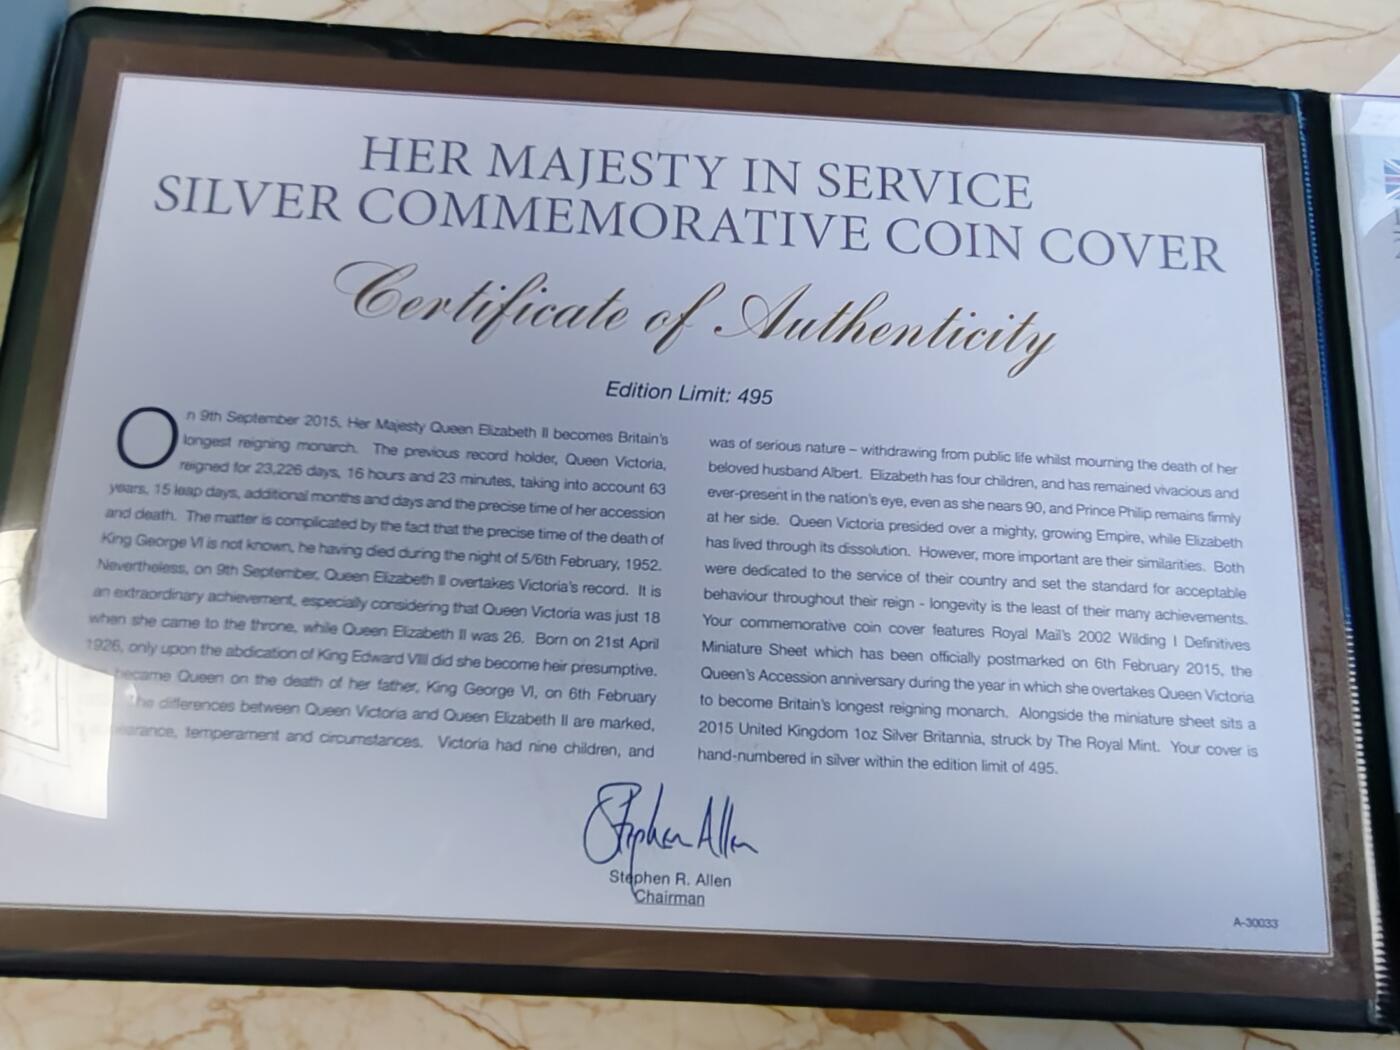 HER MAJESTY IN SERVICE
SILVER COMMEMORATIVE COIN COVER
Certificate of Authenticity
Edition Limit: 495
On 9th September 2015, Her Majesty Queen Elizabeth II becomes Britain's
longest reigning monarch. The previous record holder, Queen Victoria,
reigned for 23,226 days, 16 hours and 23 minutes, taking into account 63
years, 15 leap days, additional months and days and the precise time of her accession
and death. The matter is complicated by the fact that the precise time of the death of
King George VI is not known, he having died during the night of 5/6th February, 1952.
Nevertheless, on 9th September, Queen Elizabeth II overtakes Victoria's record. It is
an extraordinary achievement, especially considering that Queen Victoria was just 18
when she came to the throne, while Queen Elizabeth II was 26. Born on 21st April
1926, only upon the abdication of King Edward VIII did she become heir presumptive.
became Queen on the death of her father, King George VI, on 6th February
he differences between Queen Victoria and Queen Elizabeth II are marked,
earance, temperament and circumstances. Victoria had nine children, and
was of serious nature – withdrawing from public life whilst mourning the death of her
beloved husband Albert. Elizabeth has four children, and has remained vivacious and
ever-present in the nation's eye, even as she nears 90, and Prince Philip remains firmly
at her side. Queen Victoria presided over a mighty, growing Empire, while Elizabeth
has lived through its dissolution. However, more important are their similarities. Both
were dedicated to the service of their country and set the standard for acceptable
behaviour throughout their reign - longevity is the least of their many achievements.
Your commemorative coin cover features Royal Mail's 2002 Wilding I Definitives
Miniature Sheet which has been officially postmarked on 6th February 2015, the
Queen's Accession anniversary during the year in which she overtakes Queen Victoria
to become Britain's longest reigning monarch. Alongside the miniature sheet sits a
2015 United Kingdom 1oz Silver Britannia, struck by The Royal Mint. Your cover is
hand-numbered in silver within the edition limit of 495.
Stephen Allen
Stephen R. Allen
Chairman
A-30033